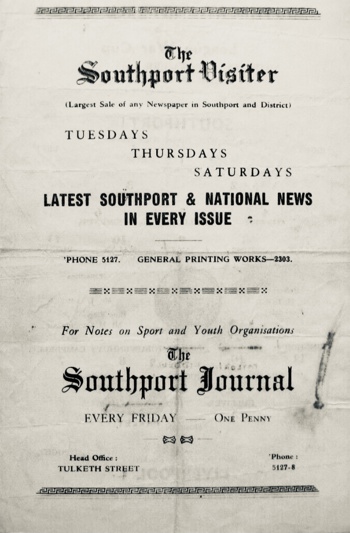 The
Southport Visiter
(Largest Sale of any Newspaper in Southport and District)
TUESDAYS
THURSDAYS
SATURDAYS
LATEST SOUTHPORT & NATIONAL NEWS
IN EVERY ISSUE
'PHONE 5127. GENERAL PRINTING WORKS—2303.
For Notes on Sport and Youth Organisations
The
Southport Journal
EVERY FRIDAY — ONE PENNY
Head Office : 'Phone :
TULKETH STREET 5127-8